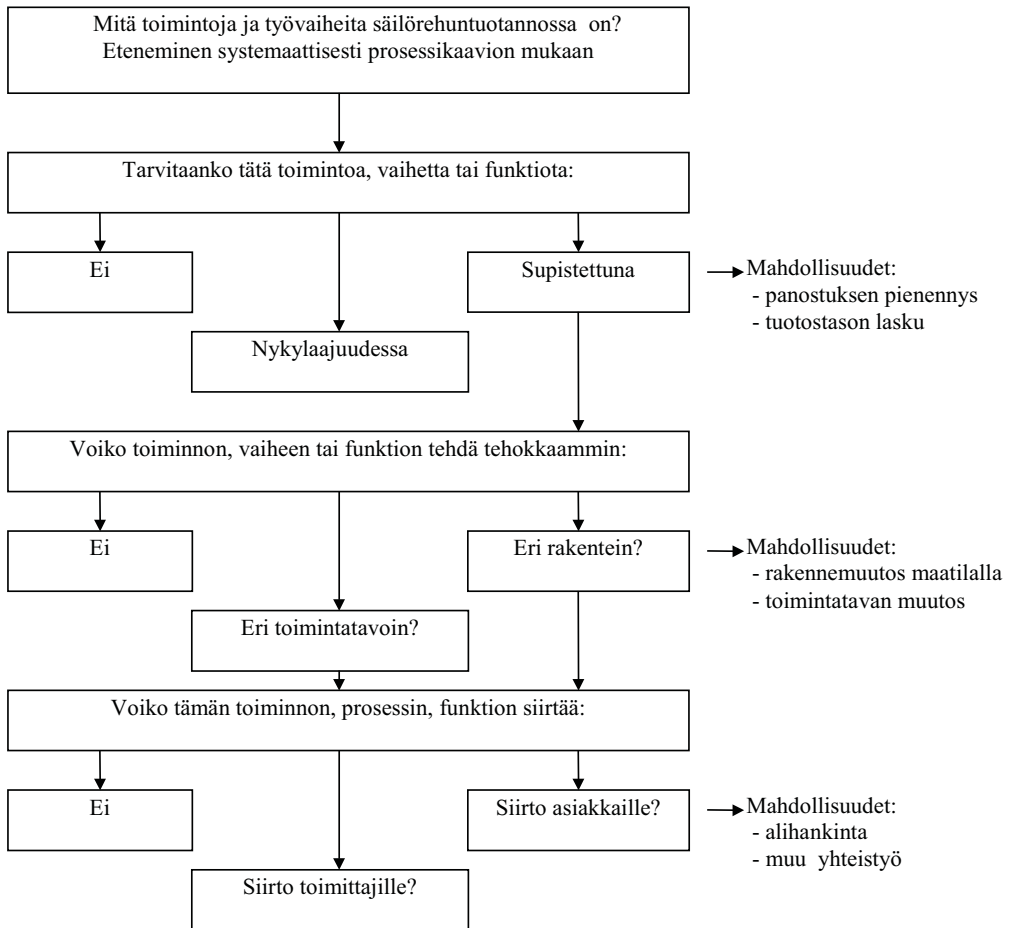 Mitä toimintoja ja työvaiheita säilörehuntuotannossa on?
Eteneminen systemaattisesti prosessikaavion mukaan
Tarvitaanko tätä toimintoa, vaihetta tai funktiota:
Ei
Supistettuna
Mahdollisuudet:
- panostuksen pienennys
- tuotostason lasku
Nykylaajuudessa
Voiko toiminnon, vaiheen tai funktion tehdä tehokkaammin:
Ei
Eri rakentein?
Mahdollisuudet:
- rakennemuutos maatilalla
- toimintatavan muutos
Eri toimintatavoin?
Voiko tämän toiminnon, prosessin, funktion siirtää:
Ei
Siirto asiakkaille?
Mahdollisuudet:
- alihankinta
- muu yhteistyö
Siirto toimittajille?